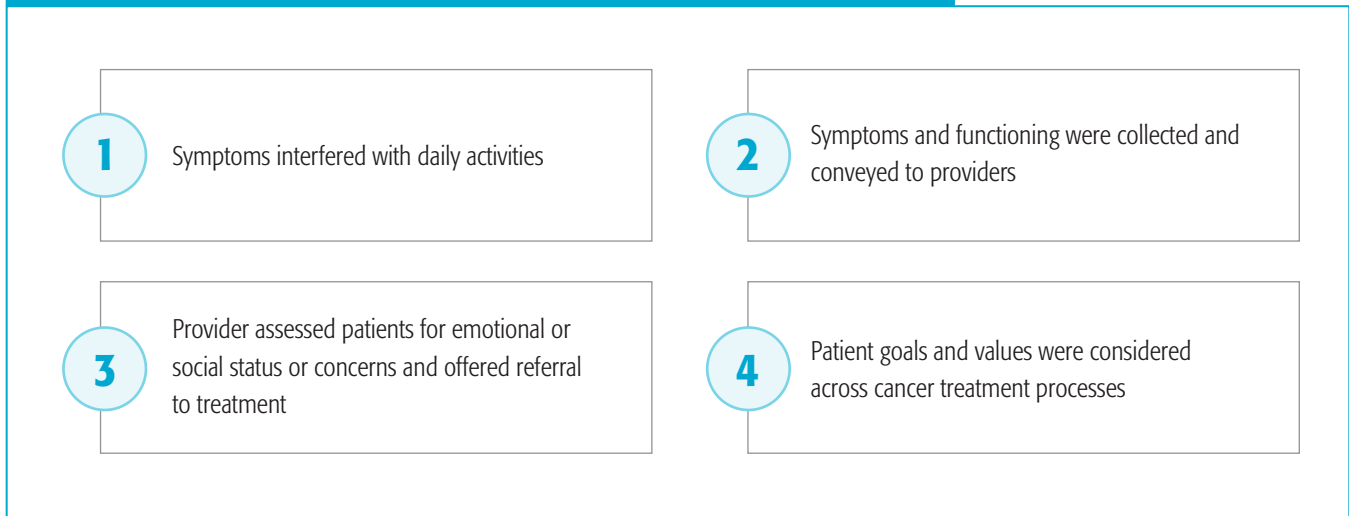 1
Symptoms interfered with daily activities
2
Symptoms and functioning were collected and
conveyed to providers
3
Provider assessed patients for emotional or
social status or concerns and offered referral
to treatment
4
Patient goals and values were considered
across cancer treatment processes